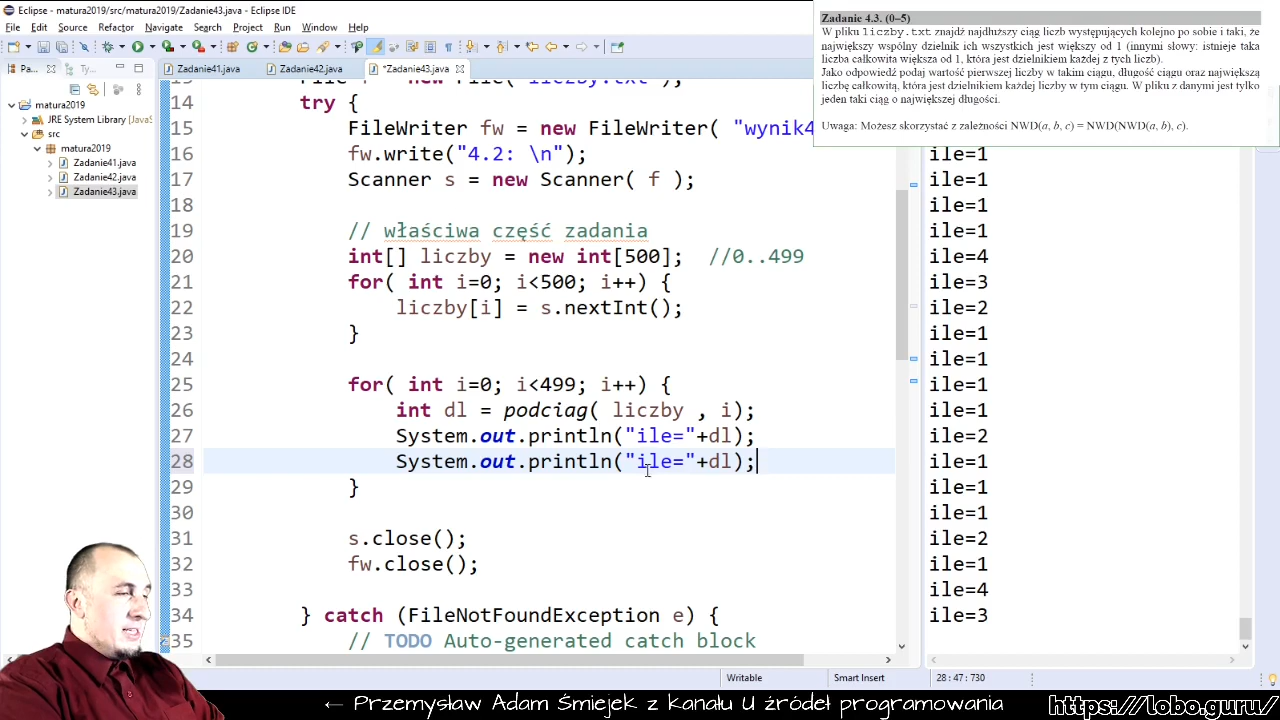 matura2019/src/matura2019/Zadanie43.java - Eclipse IDE
File Edit Source Refactor Navigate Search Project Run Window Help
Pa... Ty...
Zadanie41.java Zadanie42.java *Zadanie43.java
matura2019
JRE System Library [JavaS
src
matura2019
Zadanie41.java
Zadanie42.java
Zadanie43.java
14 try {
15 FileWriter fw = new FileWriter( "wynik4
16 fw.write("4.2: \n");
17 Scanner s = new Scanner( f );
18
19 // właściwa część zadania
20 int[] liczby = new int[500]; //0..499
21 for( int i=0; i<500; i++) {
22 liczby[i] = s.nextInt();
23 }
24
25 for( int i=0; i<499; i++) {
26 int dl = podciag( liczby , i);
27 System.out.println("ile="+dl);
28 System.out.println("ile="+dl);
29 }
30
31 s.close();
32 fw.close();
33
34 } catch (FileNotFoundException e) {
35 // TODO Auto-generated catch block
Zadanie 4.3. (0–5)
W pliku liczby.txt znajdź najdłuższy ciąg liczb występujących kolejno po sobie i taki, że
największy wspólny dzielnik ich wszystkich jest większy od 1 (innymi słowy: istnieje taka
liczba całkowita większa od 1, która jest dzielnikiem każdej z tych liczb).
Jako odpowiedź podaj wartość pierwszej liczby w takim ciągu, długość ciągu oraz największą
liczbę całkowitą, która jest dzielnikiem każdej liczby w tym ciągu. W pliku z danymi jest tylko
jeden taki ciąg o największej długości.
Uwaga: Możesz skorzystać z zależności NWD(a, b, c) = NWD(NWD(a, b), c).
ile=1
ile=1
ile=1
ile=1
ile=4
ile=3
ile=2
ile=1
ile=1
ile=1
ile=1
ile=2
ile=1
ile=1
ile=1
ile=2
ile=1
ile=4
ile=3
Writable Smart Insert 28 : 47 : 730
← Przemysław Adam Śmiejek z kanału U źródeł programowania https://lobo.guru/